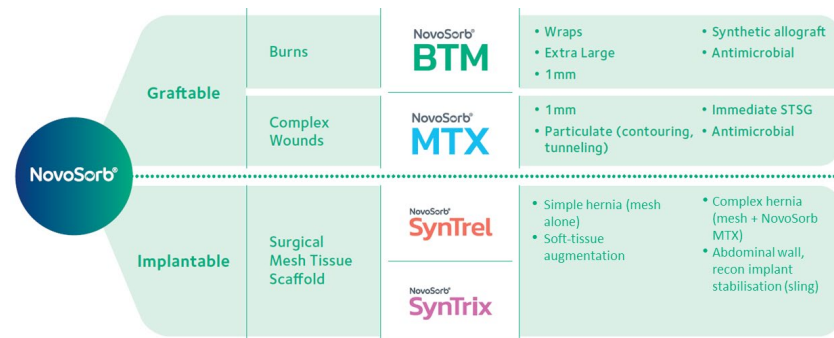 NovoSorb®
Graftable
Burns
NovoSorb®
BTM
• Wraps
• Extra Large
• 1mm
• Synthetic allograft
• Antimicrobial
Complex
Wounds
NovoSorb®
MTX
• 1mm
• Particulate (contouring,
tunneling)
• Immediate STSG
• Antimicrobial
Implantable
Surgical
Mesh Tissue
Scaffold
NovoSorb®
SynTrel
NovoSorb®
SynTrix
• Simple hernia (mesh
alone)
• Soft-tissue
augmentation
• Complex hernia
(mesh + NovoSorb
MTX)
• Abdominal wall,
recon implant
stabilisation (sling)